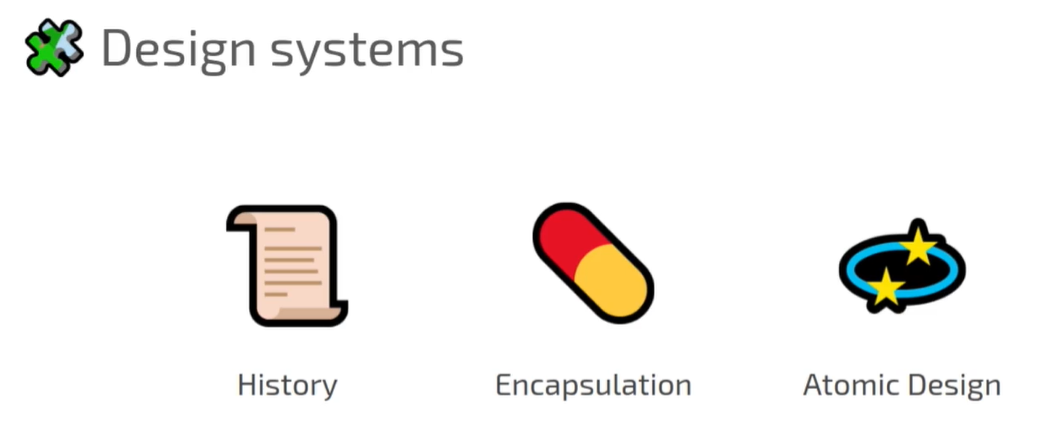 Design systems
History
Encapsulation
Atomic Design